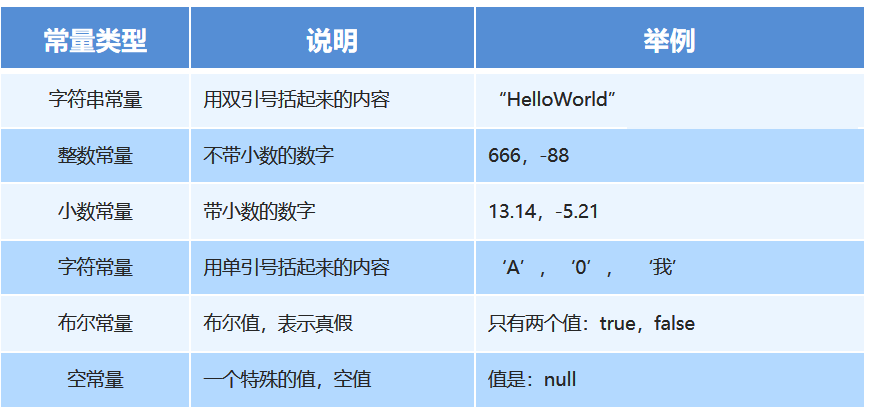 常量类型 说明 举例
字符串常量 用双引号括起来的内容 “HelloWorld”
整数常量 不带小数的数字 666，-88
小数常量 带小数的数字 13.14，-5.21
字符常量 用单引号括起来的内容 ‘A’，‘0’， ‘我’
布尔常量 布尔值，表示真假 只有两个值：true，false
空常量 一个特殊的值，空值 值是：null